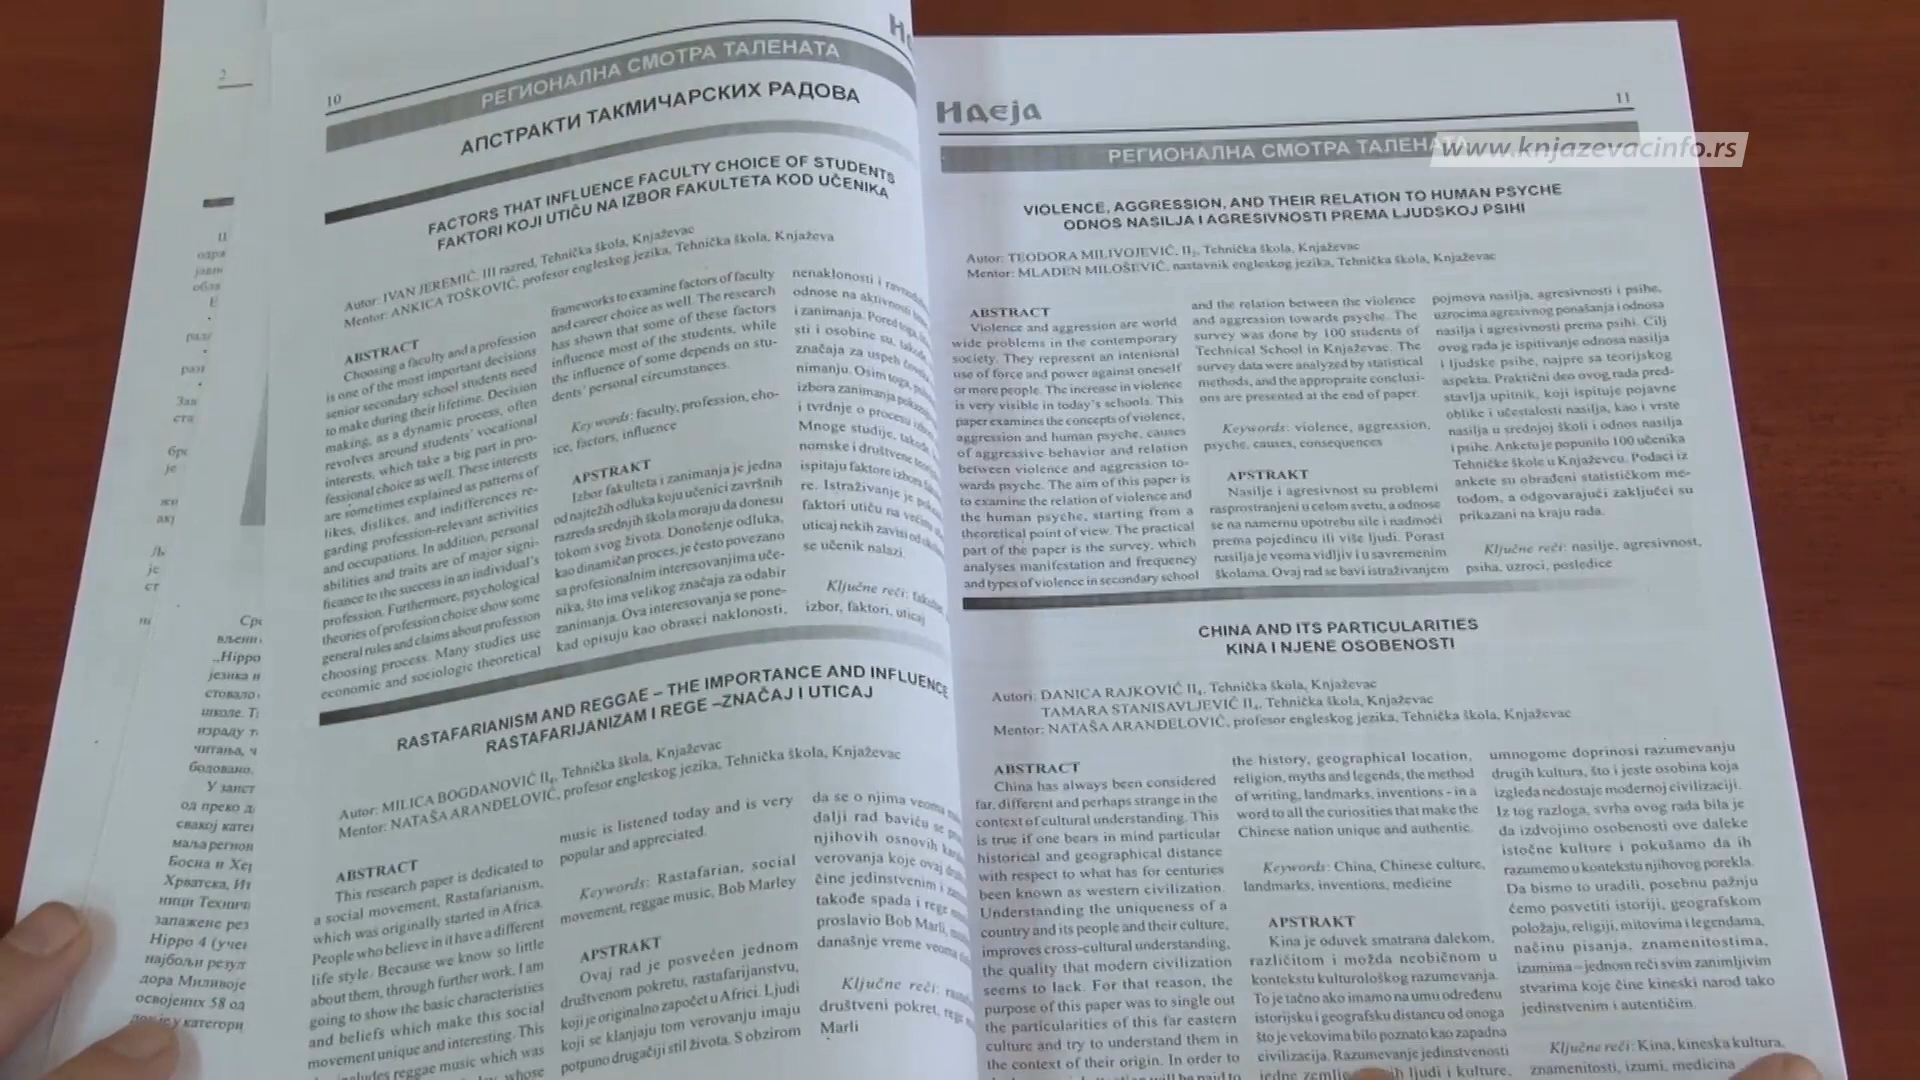 2
10
РЕГИОНАЛНА СМОТРА ТАЛЕНАТА
АПСТРАКТИ ТАКМИЧАРСКИХ РАДОВА
FACTORS THAT INFLUENCE FACULTY CHOICE OF STUDENTS
FAKTORI KOJI UTIČU NA IZBOR FAKULTETA KOD UČENIKA
Autor: IVAN JEREMIĆ, III razred, Tehnička škola, Knjaževac
Mentor: ANKICA TOŠKOVIĆ, profesor engleskog jezika, Tehnička škola, Knjaževa
ABSTRACT
Choosing a faculty and a profession
is one of the most important decisions
senior secondary school students need
to make during their lifetime. Decision
making, as a dynamic process, often
revolves around students' vocational
interests, which take a big part in pro-
fessional choice as well. These interests
are sometimes explained as patterns of
likes, dislikes, and indifferences re-
garding profession-relevant activities
and occupations. In addition, personal
abilities and traits are of major signi-
ficance to the success in an individual's
profession. Furthermore, psychological
theories of profession choice show some
general rules and claims about profession
choosing process. Many studies use
economic and sociologic theoretical
frameworks to examine factors of faculty
and career choice as well. The research
has shown that some of these factors
influence most of the students, while
the influence of some depends on stu-
dents' personal circumstances.
Keywords: faculty, profession, cho-
ice, factors, influence
APSTRAKT
Izbor fakulteta i zanimanja je jedna
od najtežih odluka koju učenici završnih
razreda srednjih škola moraju da donesu
tokom svog života. Donošenje odluka,
kao dinamičan proces, je često povezano
sa profesionalnim interesovanjima uče-
nika, što ima velikog značaja za odabir
zanimanja. Ova interesovanja se pone-
kad opisuju kao obrasci naklonosti,
nenaklonosti i
odnose na aktivnosti
i zanimanja. Pored toga,
sti i osobine su, takođe,
značaja za uspeh
nimanju. Osim toga,
izbora zanimanja
i tvrdnje o procesu
Mnoge studije, takođe,
nomske i društvene
ispitaju faktore izbora
re. Istraživanje je
faktori utiču na
uticaj nekih zavisi od
se učenik nalazi.
Ključne reči:
izbor, faktori, uticaj
RASTAFARIANISM AND REGGAE – THE IMPORTANCE AND INFLUENCE
RASTAFARIJANIZAM I REGE –ZNAČAJ I UTICAJ
Autor: MILICA BOGDANOVIĆ II4, Tehnička škola, Knjaževac
Mentor: NATAŠA ARANĐELOVIĆ, profesor engleskog jezika, Tehnička škola, Knjaževac
ABSTRACT
This research paper is dedicated to
a social movement, Rastafarianism,
which was originally started in Africa.
People who believe in it have a different
life style. Because we know so little
about them, through further work, I am
going to show the basic characteristics
and beliefs which make this social
movement unique and interesting. This
includes reggae music which was
whose
music is listened today and is very
popular and appreciated.
Keywords: Rastafarian, social
movement, reggae music, Bob Marley
APSTRAKT
Ovaj rad je posvećen jednom
društvenom pokretu, rastafarijanstvu,
koji je originalno započet u Africi. Ljudi
koji se klanjaju tom verovanju imaju
potpuno drugačiji stil života. S obzirom
da se o njima veoma
dalji rad baviću se
njihovih osnovih
verovanja koje ovaj
čine jedinstvenim i
takođe spada i rege
proslavio Bob Marli,
današnje vreme veoma
Ključne reči:
društveni pokret, rege
Marli
Идеја
11
РЕГИОНАЛНА СМОТРА ТАЛЕНАТА
www.knjazevacinfo.rs
VIOLENCE, AGGRESSION, AND THEIR RELATION TO HUMAN PSYCHE
ODNOS NASILJA I AGRESIVNOSTI PREMA LJUDSKOJ PSIHI
Autor: TEODORA MILIVOJEVIĆ, II2, Tehnička škola, Knjaževac
Mentor: MLADEN MILOŠEVIĆ, nastavnik engleskog jezika, Tehnička škola, Knjaževac
ABSTRACT
Violence and aggression are world
wide problems in the contemporary
society. They represent an intenional
use of force and power against oneself
or more people. The increase in violence
is very visible in today's schools. This
paper examines the concepts of violence,
aggression and human psyche, causes
of aggressive behavior and relation
between violence and aggression to-
wards psyche. The aim of this paper is
to examine the relation of violence and
the human psyche, starting from a
theoretical point of view. The practical
part of the paper is the survey, which
analyses manifestation and frequency
and types of violence in secondary school
and the relation between the violence
and aggression towards psyche. The
survey was done by 100 students of
Technical School in Knjaževac. The
survey data were analyzed by statistical
methods, and the appropraite conclusi-
ons are presented at the end of paper.
Keywords: violence, aggression,
psyche, causes, consequences
APSTRAKT
Nasilje i agresivnost su problemi
rasprostranjeni u celom svetu, a odnose
se na namernu upotrebu sile i nadmoći
prema pojedincu ili više ljudi. Porast
nasilja je veoma vidljiv i u savremenim
školama. Ovaj rad se bavi istraživanjem
pojmova nasilja, agresivnosti i psihe,
uzrocima agresivnog ponašanja i odnosa
nasilja i agresivnosti prema psihi. Cilj
ovog rada je ispitivanje odnosa nasilja
i ljudske psihe, najpre sa teorijskog
aspekta. Praktični deo ovog rada pred-
stavlja upitnik, koji ispituje pojavne
oblike i učestalosti nasilja, kao i vrste
nasilja u srednjoj školi i odnos nasilja
i psihe. Anketu je popunilo 100 učenika
Tehničke škole u Knjaževcu. Podaci iz
ankete su obrađeni statističkom me-
todom, a odgovarajući zaključci su
prikazani na kraju rada.
Ključne reči: nasilje, agresivnost,
psiha, uzroci, posledice
CHINA AND ITS PARTICULARITIES
KINA I NJENE OSOBENOSTI
Autori: DANICA RAJKOVIĆ II4, Tehnička škola, Knjaževac
TAMARA STANISAVLJEVIĆ II4, Tehnička škola, Knjaževac
Mentor: NATAŠA ARANĐELOVIĆ, profesor engleskog jezika, Tehnička škola, Knjaževac
ABSTRACT
China has always been considered
far, different and perhaps strange in the
context of cultural understanding. This
is true if one bears in mind particular
historical and geographical distance
with respect to what has for centuries
been known as western civilization.
Understanding the uniqueness of a
country and its people and their culture,
improves cross-cultural understanding,
the quality that modern civilization
seems to lack. For that reason, the
purpose of this paper was to single out
the particularities of this far eastern
culture and try to understand them in
the context of their origin. In order to
the history, geographical location,
religion, myths and legends, the method
of writing, landmarks, inventions - in a
word to all the curiosities that make the
Chinese nation unique and authentic.
Keywords: China, Chinese culture,
landmarks, inventions, medicine
APSTRAKT
Kina je oduvek smatrana dalekom,
različitom i možda neobičnom u
kontekstu kulturološkog razumevanja.
To je tačno ako imamo na umu određenu
istorijsku i geografsku distancu od onoga
što je vekovima bilo poznato kao zapadna
civilizacija. Razumevanje jedinstvenosti
jedne zemlje ljudi i kulture,
umnogome doprinosi razumevanju
drugih kultura, što i jeste osobina koja
izgleda nedostaje modernoj civilizaciji.
Iz tog razloga, svrha ovog rada bila je
da izdvojimo osobenosti ove daleke
istočne kulture i pokušamo da ih
razumemo u kontekstu njihovog porekla.
Da bismo to uradili, posebnu pažnju
ćemo posvetiti istoriji, geografskom
položaju, religiji, mitovima i legendama,
načinu pisanja, znamenitostima,
izumima – jednom reči svim zanimljivim
stvarima koje čine kineski narod tako
jedinstvenim i autentičim.
Ključne reči: Kina, kineska kultura,
znamenitosti, izumi, medicina